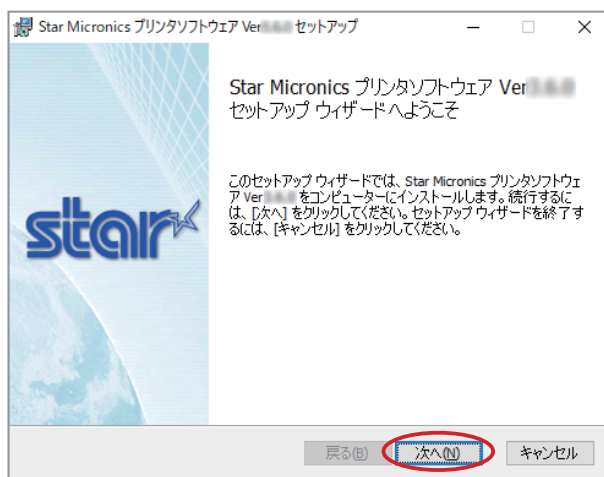 Star Micronics プリンタソフトウェア Ver セットアップ
Star Micronics プリンタソフトウェア Ver
セットアップ ウィザードへようこそ
このセットアップ ウィザードでは、Star Micronics プリンタソフトウェ
ア Ver を コンピューターにインストールします。続行するに
は、[次へ] をクリックしてください。セットアップ ウィザードを終了す
るには、[キャンセル] をクリックしてください。
star
戻る(B) 次へ(N) キャンセル